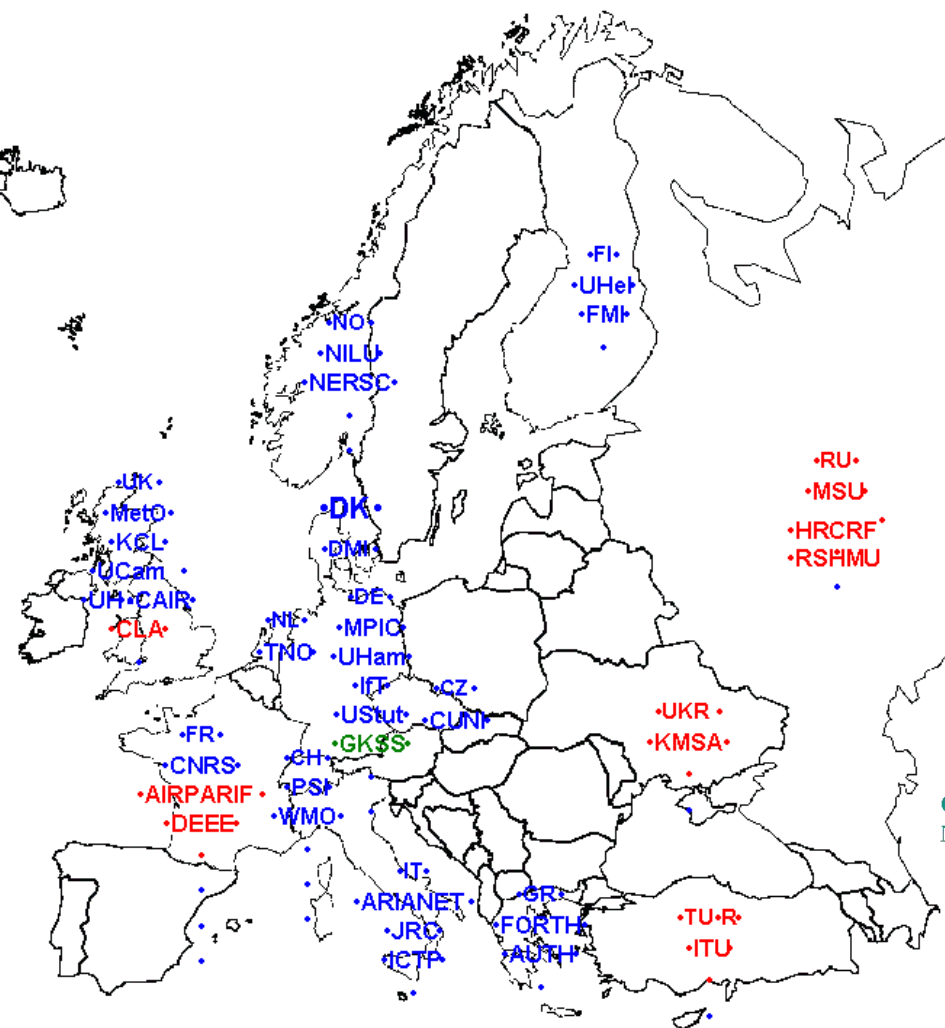 FI
UHel
FMI
NO
NILU
NERSC
RU
MSU
HRCRF
RSHMU
UK
MetO
KCL
UCam
UH CAIR
CLA
DK
DMI
DE
MPIC
UHam
IfT
UStut
GKSS
NL
TNO
CZ
CUNI
UKR
KMSA
FR
CNRS
AIRPARIF
DEEE
CH
PSI
WMO
IT
ARIANET
JRC
ICTP
GR
FORTH
AUTH
TUR
ITU